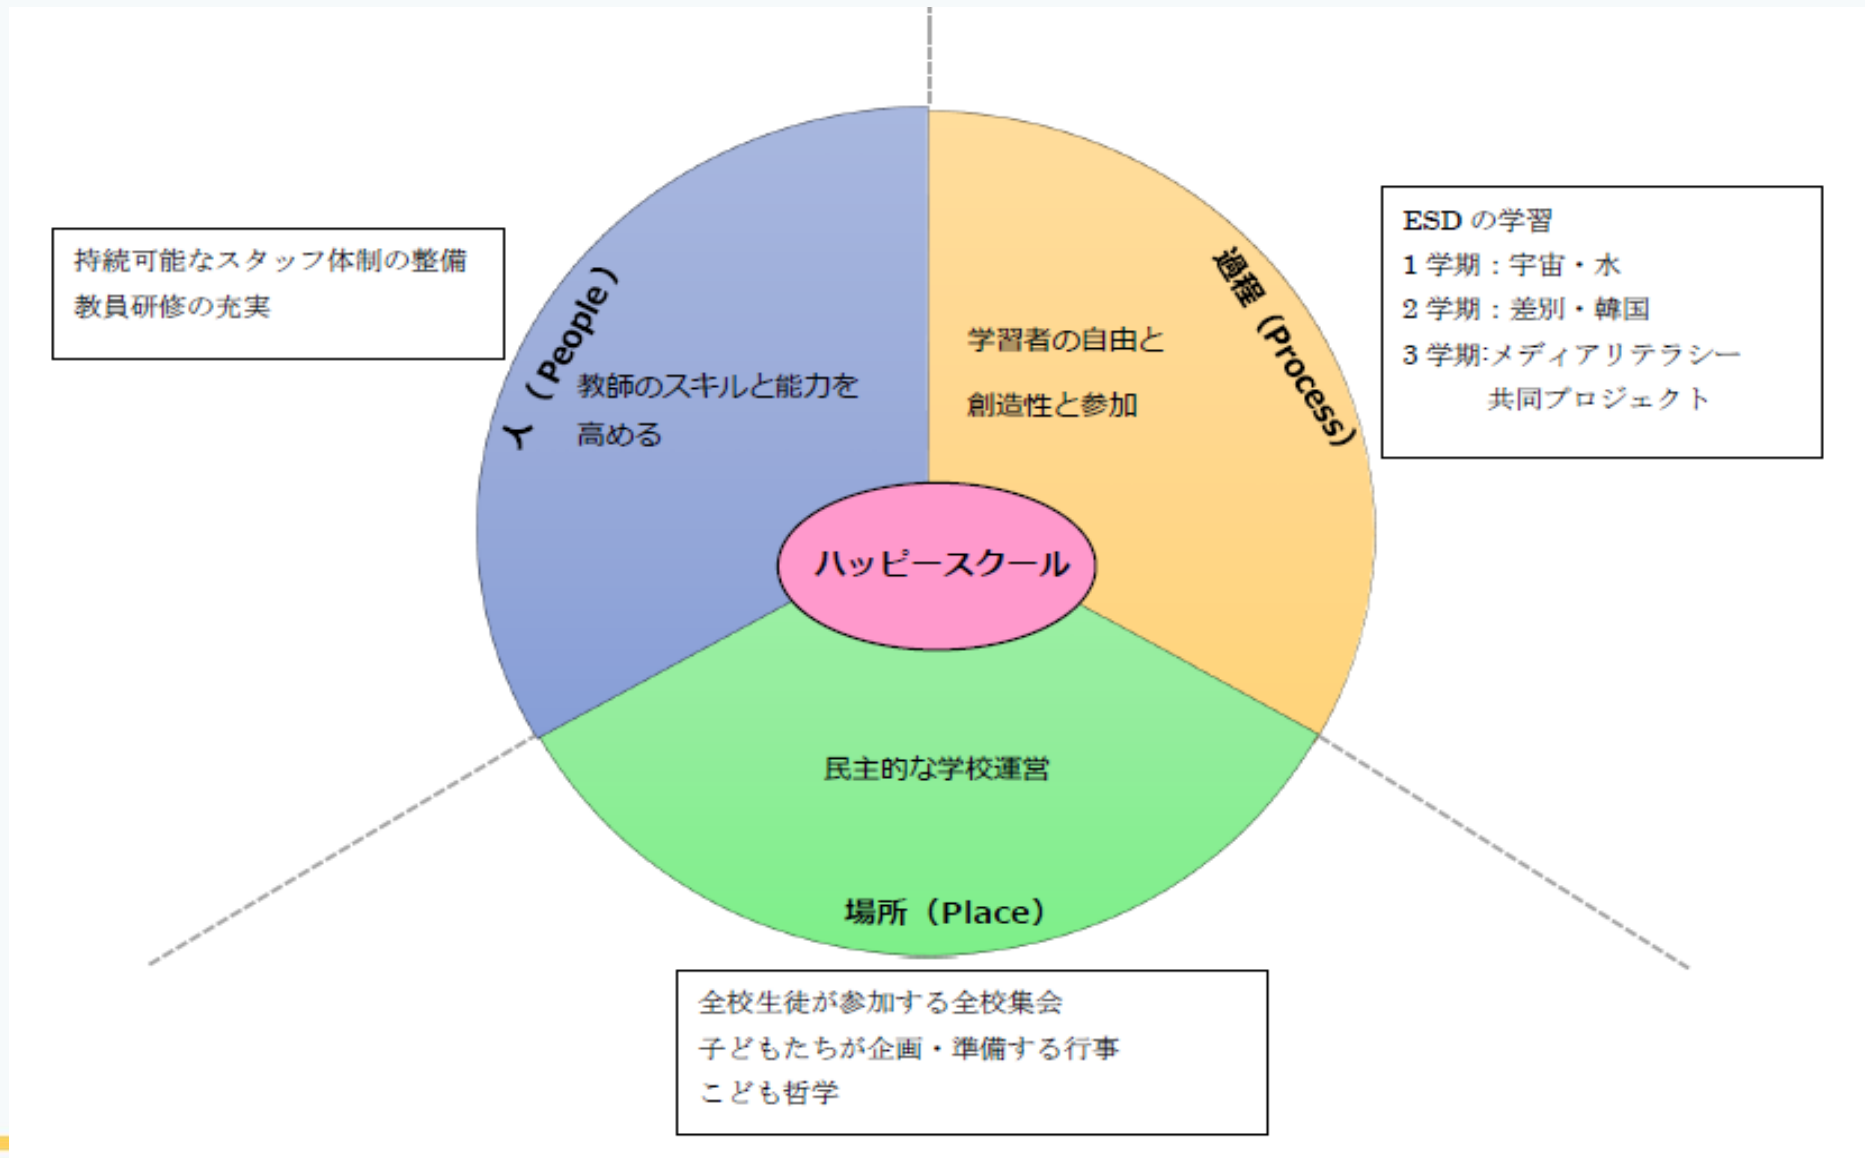 持続可能なスタッフ体制の整備
教員研修の充実
人（People）
教師のスキルと能力を
高める
過程（Process）
学習者の自由と
創造性と参加
ESD の学習
1 学期：宇宙・水
2 学期：差別・韓国
3 学期:メディアリテラシー
共同プロジェクト
ハッピースクール
民主的な学校運営
場所（Place）
全校生徒が参加する全校集会
子どもたちが企画・準備する行事
こども哲学